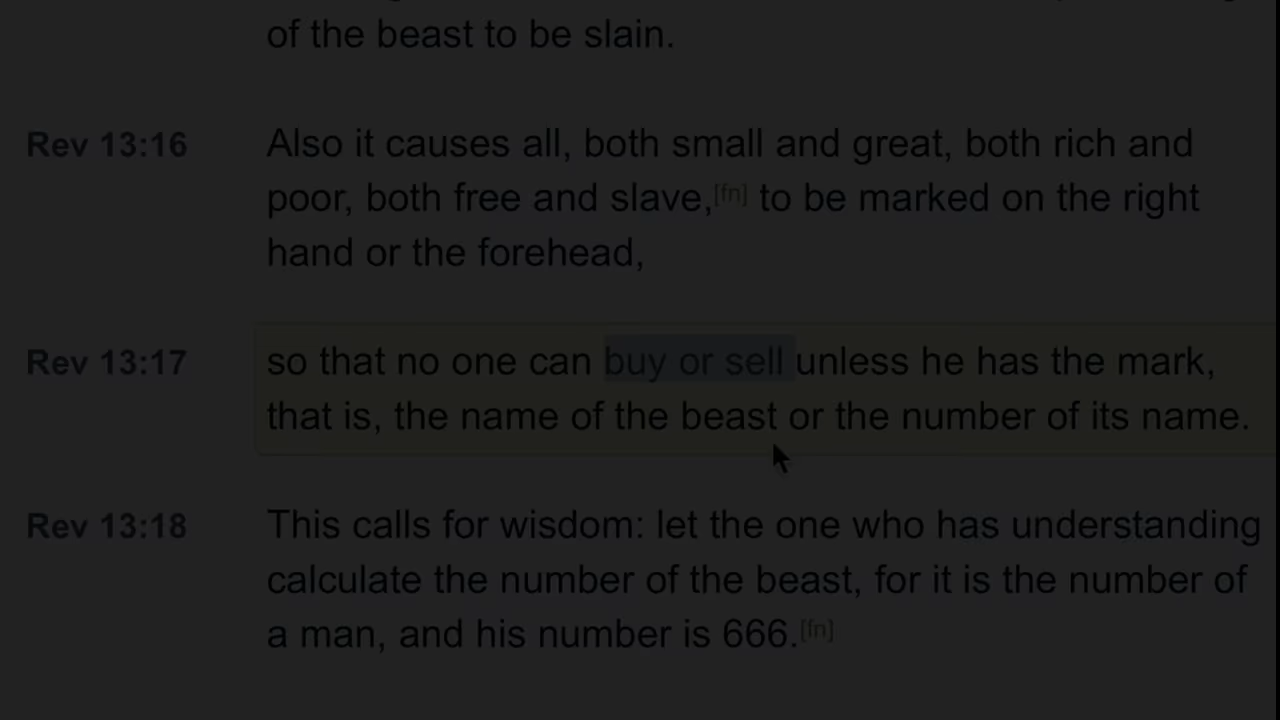 of the beast to be slain.
Rev 13:16 Also it causes all, both small and great, both rich and
poor, both free and slave,[fn] to be marked on the right
hand or the forehead,
Rev 13:17 so that no one can buy or sell unless he has the mark,
that is, the name of the beast or the number of its name.
Rev 13:18 This calls for wisdom: let the one who has understanding
calculate the number of the beast, for it is the number of
a man, and his number is 666.[fn]